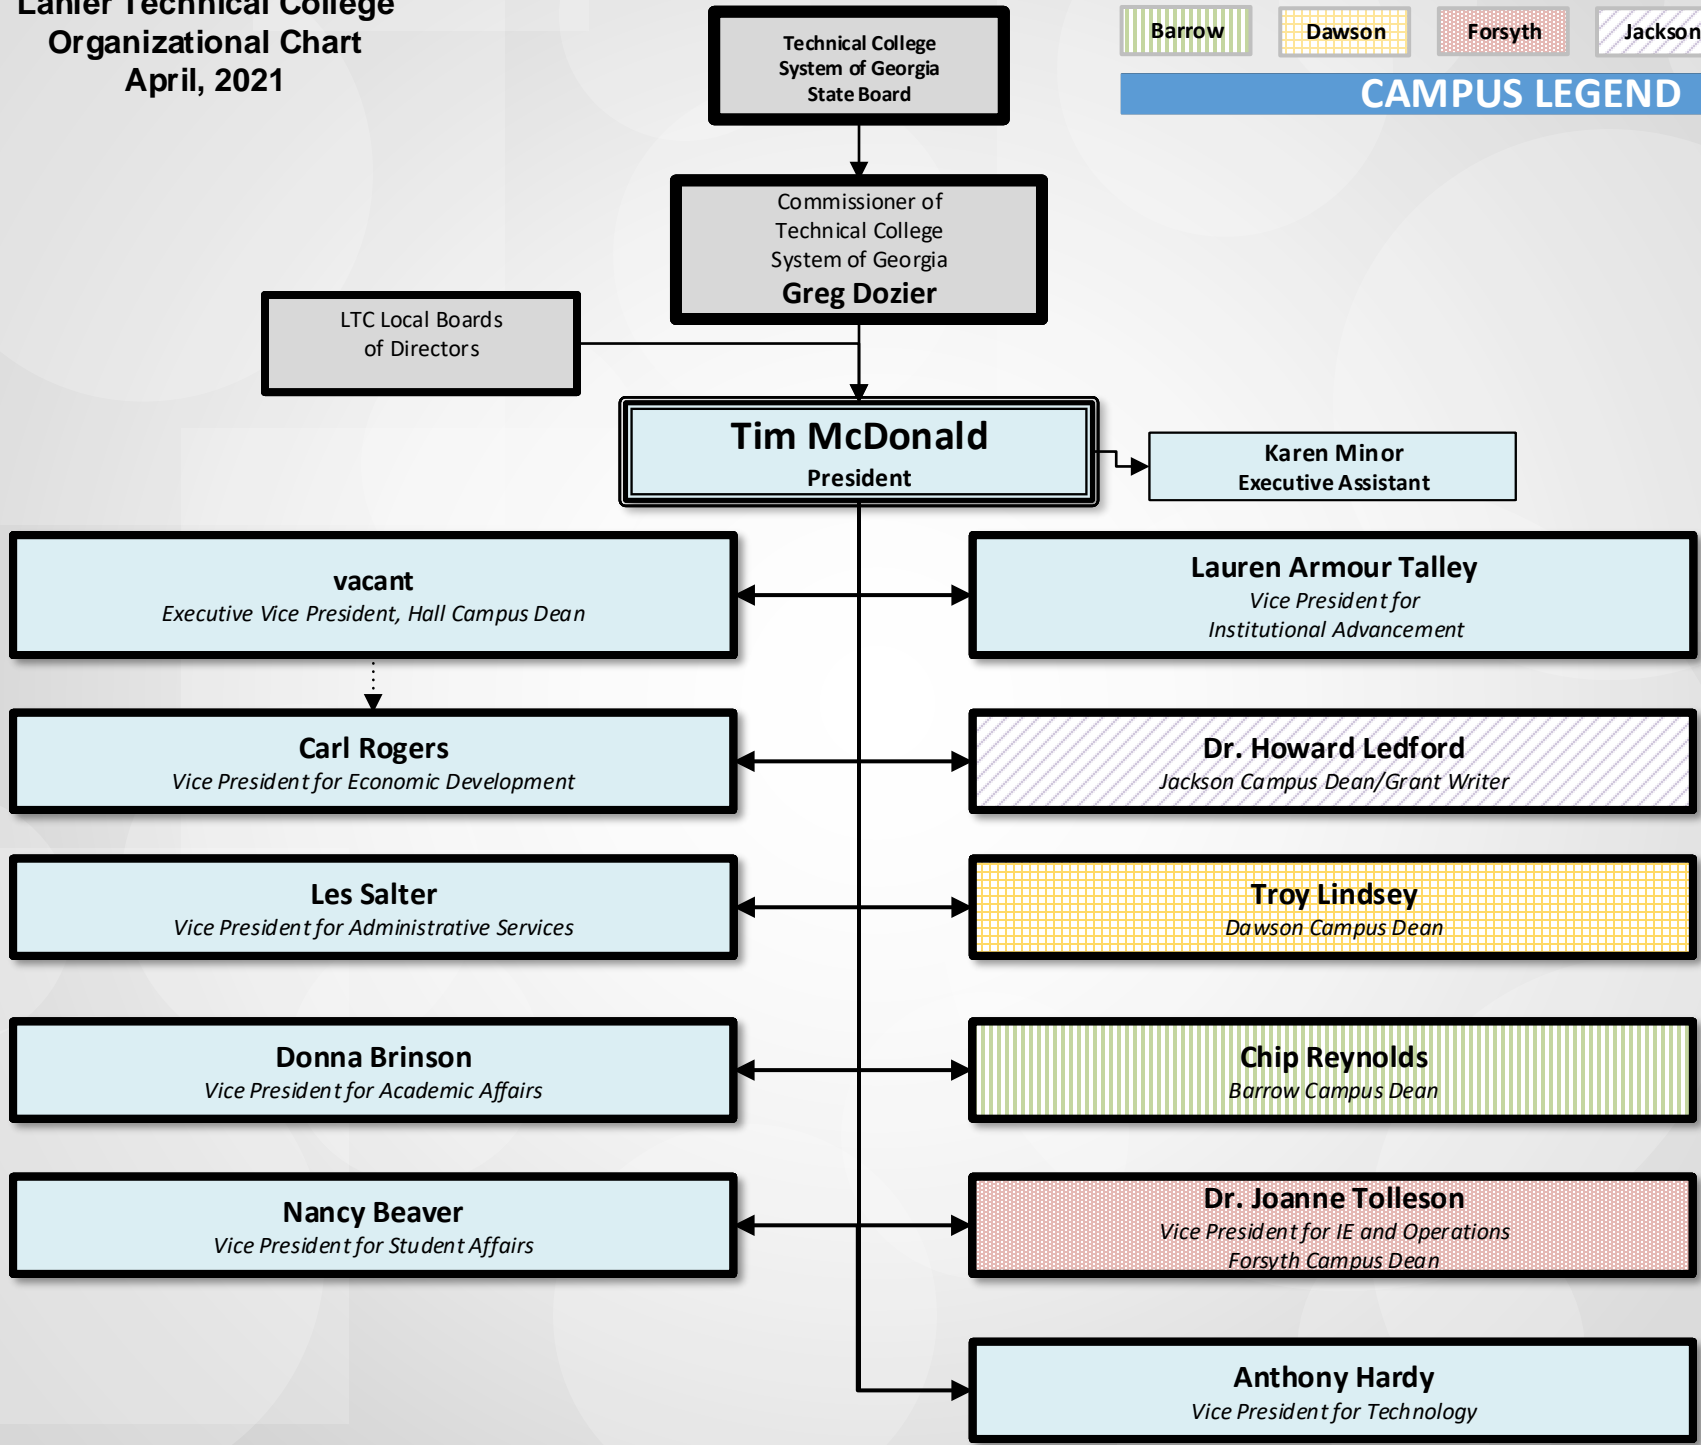 Lanier Technical College
Organizational Chart
April, 2021
Technical College
System of Georgia
State Board
Barrow
Dawson
Forsyth
Jackson
CAMPUS LEGEND
Commissioner of
Technical College
System of Georgia
Greg Dozier
LTC Local Boards
of Directors
Tim McDonald
President
Karen Minor
Executive Assistant
vacant
Executive Vice President, Hall Campus Dean
Lauren Armour Talley
Vice President for
Institutional Advancement
Carl Rogers
Vice President for Economic Development
Dr. Howard Ledford
Jackson Campus Dean/Grant Writer
Les Salter
Vice President for Administrative Services
Troy Lindsey
Dawson Campus Dean
Donna Brinson
Vice President for Academic Affairs
Chip Reynolds
Barrow Campus Dean
Nancy Beaver
Vice President for Student Affairs
Dr. Joanne Tolleson
Vice President for IE and Operations
Forsyth Campus Dean
Anthony Hardy
Vice President for Technology